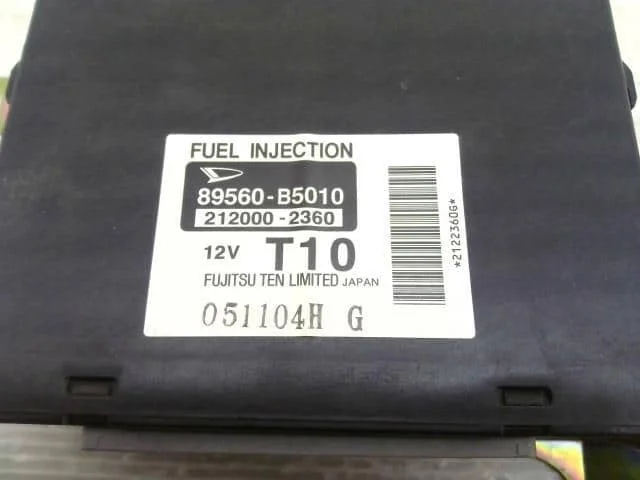 FUEL INJECTION
89560-B5010
212000-2360
12V T10
FUJITSU TEN LIMITED JAPAN
051104H G
*2122360G*